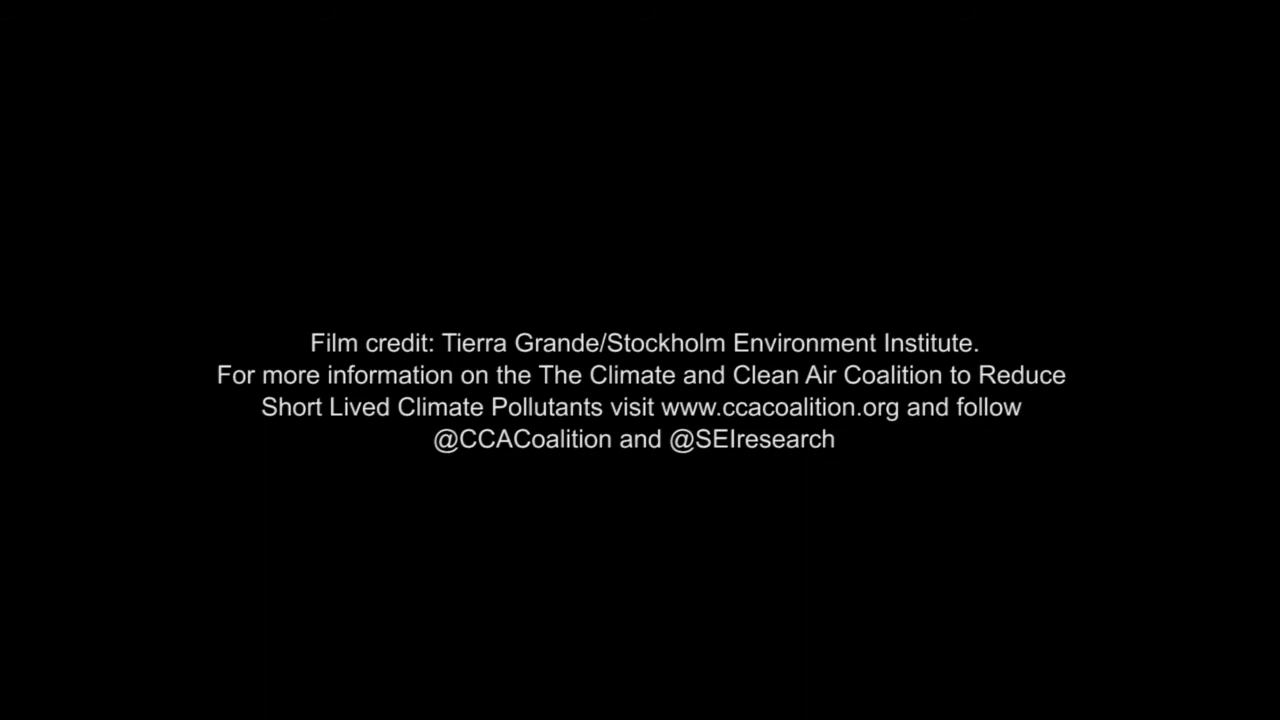 Film credit: Tierra Grande/Stockholm Environment Institute.
For more information on the The Climate and Clean Air Coalition to Reduce
Short Lived Climate Pollutants visit www.ccacoalition.org and follow
@CCACoalition and @SEIresearch